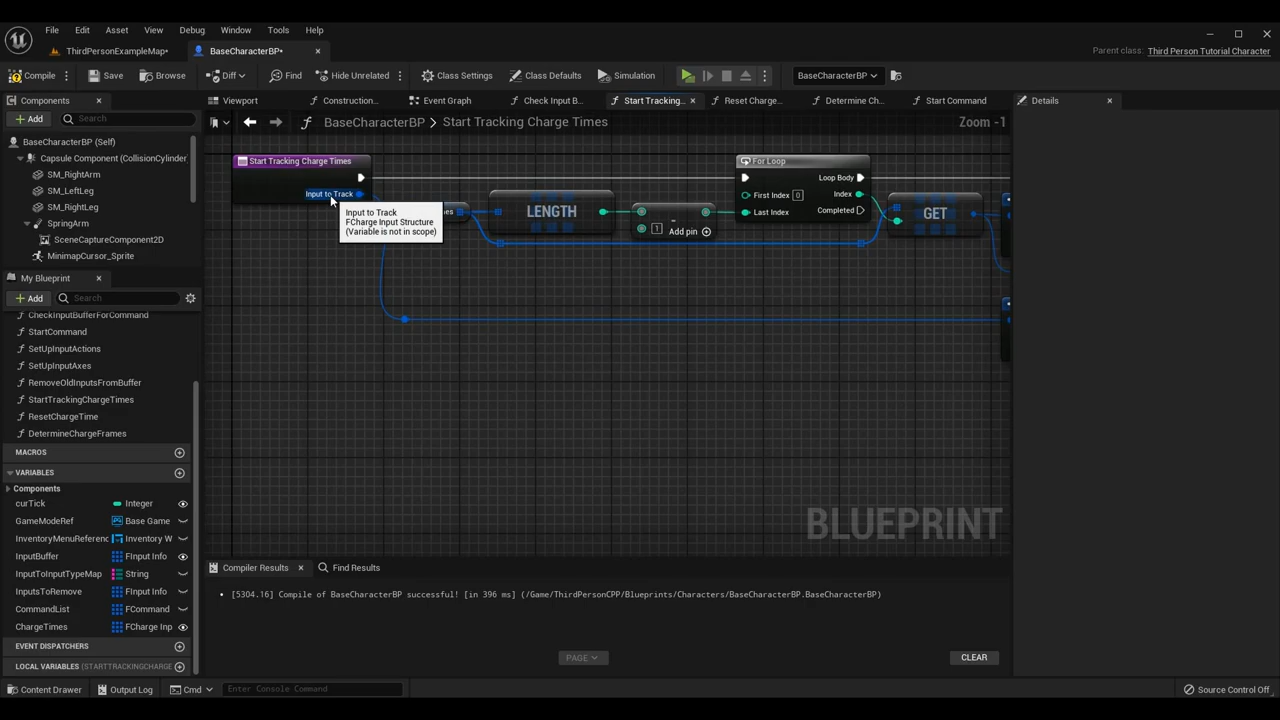 File Edit Asset View Debug Window Tools Help
ThirdPersonExampleMap• BaseCharacterBP•
Parent class: Third Person Tutorial Character
Compile Save Browse Diff Find Hide Unrelated Class Settings Class Defaults Simulation BaseCharacterBP
Components
Add Search
BaseCharacterBP (Self)
Capsule Component (CollisionCylinder
SM_RightArm
SM_LeftLeg
SM_RightLeg
SpringArm
SceneCaptureComponent2D
MinimapCursor_Sprite
My Blueprint
Add Search
CheckInputBufferForCommand
StartCommand
SetUpInputActions
SetUpInputAxes
RemoveOldInputsFromBuffer
StartTrackingChargeTimes
ResetChargeTime
DetermineChargeFrames
MACROS
VARIABLES
Components
curTick Integer
GameModeRef Base Game
InventoryMenuReferenc Inventory W
InputBuffer FInput Info
InputToInputTypeMap String
InputsToRemove FInput Info
CommandList FCommand
ChargeTimes FCharge Inp
EVENT DISPATCHERS
LOCAL VARIABLES (STARTTRACKINGCHARGE
Viewport Construction... Event Graph Check Input B... Start Tracking... Reset Charge... Determine Ch... Start Command
BaseCharacterBP > Start Tracking Charge Times
Zoom -1
Start Tracking Charge Times
Input to Track
Input to Track
FCharge Input Structure
(Variable is not in scope)
mes
LENGTH
-
1 Add pin
For Loop
Loop Body
First Index 0 Index
Last Index Completed
GET
BLUEPRINT
Compiler Results Find Results
[5304.16] Compile of BaseCharacterBP successful! [in 396 ms] (/Game/ThirdPersonCPP/Blueprints/Characters/BaseCharacterBP.BaseCharacterBP)
PAGE
CLEAR
Details
Content Drawer Output Log Cmd Enter Console Command Source Control Off